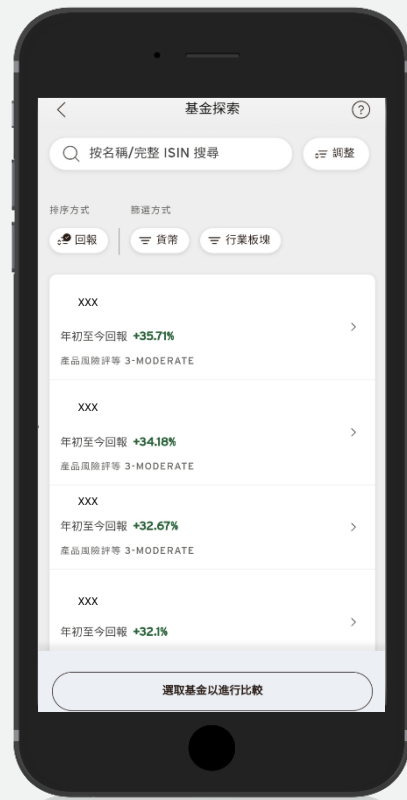 基金探索
?
按名稱/完整 ISIN 搜尋
調整
排序方式 篩選方式
回報 貨幣 行業板塊
XXX
年初至今回報 +35.71%
產品風險評等 3-MODERATE
XXX
年初至今回報 +34.18%
產品風險評等 3-MODERATE
XXX
年初至今回報 +32.67%
產品風險評等 3-MODERATE
XXX
年初至今回報 +32.1%
選取基金以進行比較